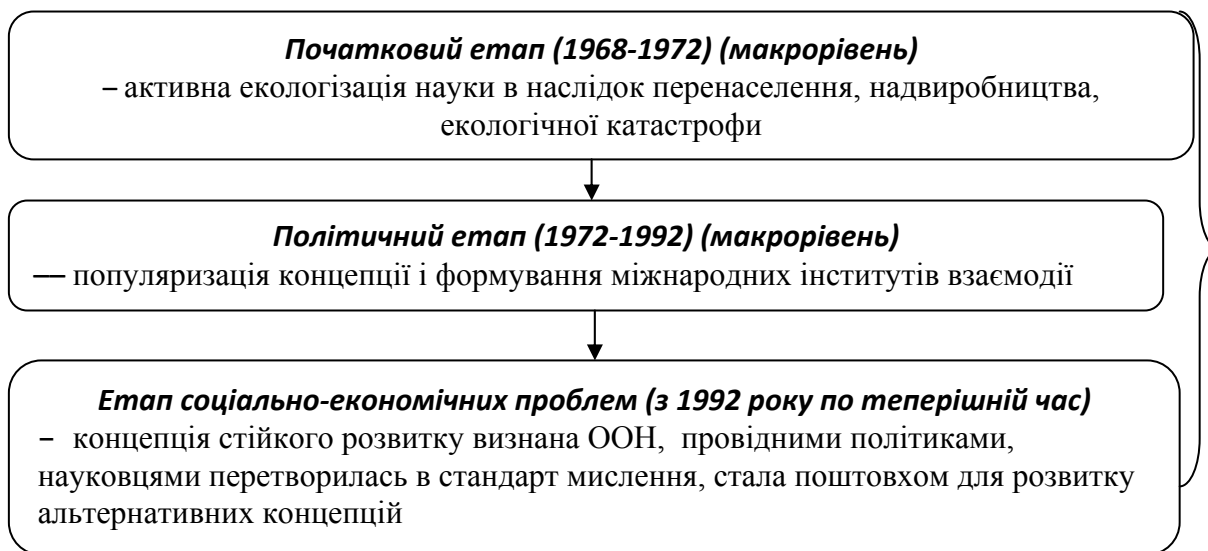 Початковий етап (1968-1972) (макрорівень)
– активна екологізація науки в наслідок перенаселення, надвиробництва,
екологічної катастрофи
Політичний етап (1972-1992) (макрорівень)
— популяризація концепції і формування міжнародних інститутів взаємодії
Етап соціально-економічних проблем (з 1992 року по теперішній час)
– концепція стійкого розвитку визнана ООН, провідними політиками,
науковцями перетворилась в стандарт мислення, стала поштовхом для розвитку
альтернативних концепцій